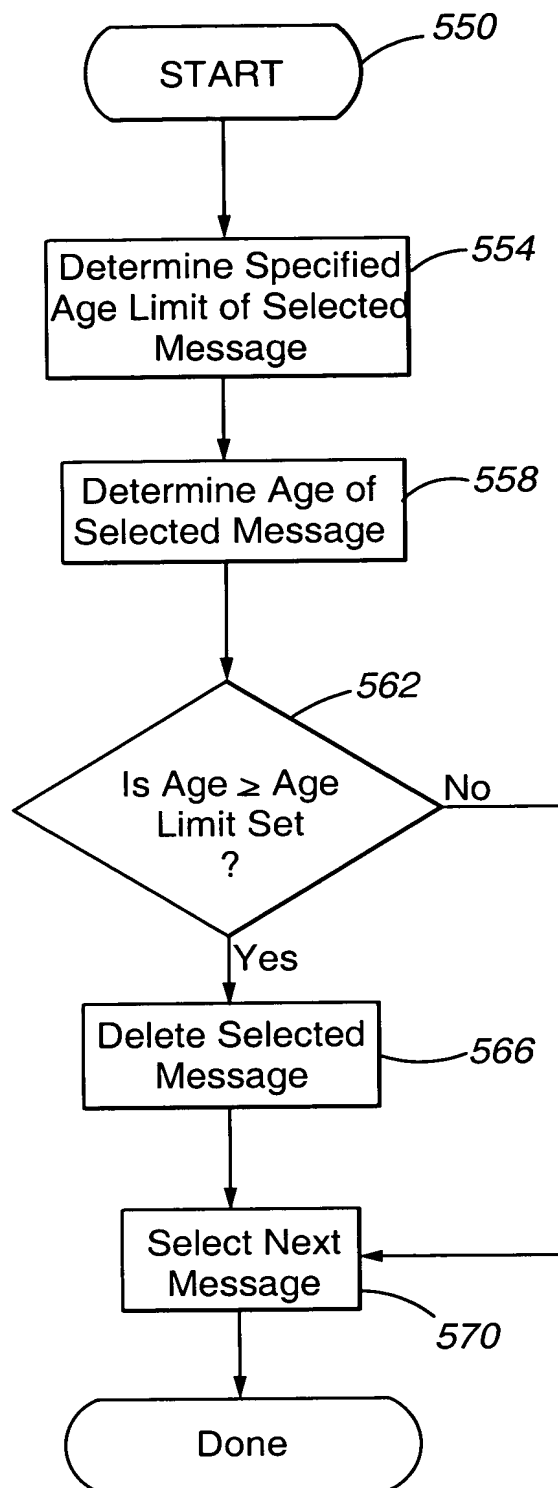 550
START
554
Determine Specified
Age Limit of Selected
Message
558
Determine Age of
Selected Message
562
Is Age ≥ Age
Limit Set
?
No
Yes
Delete Selected
Message
566
Select Next
Message
570
Done